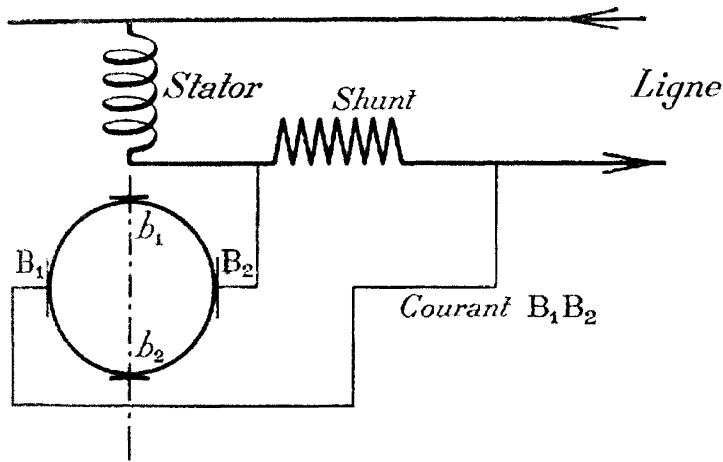 Stator
Shunt
Ligne
b₁
B₁
B₂
b₂
Courant B₁B₂